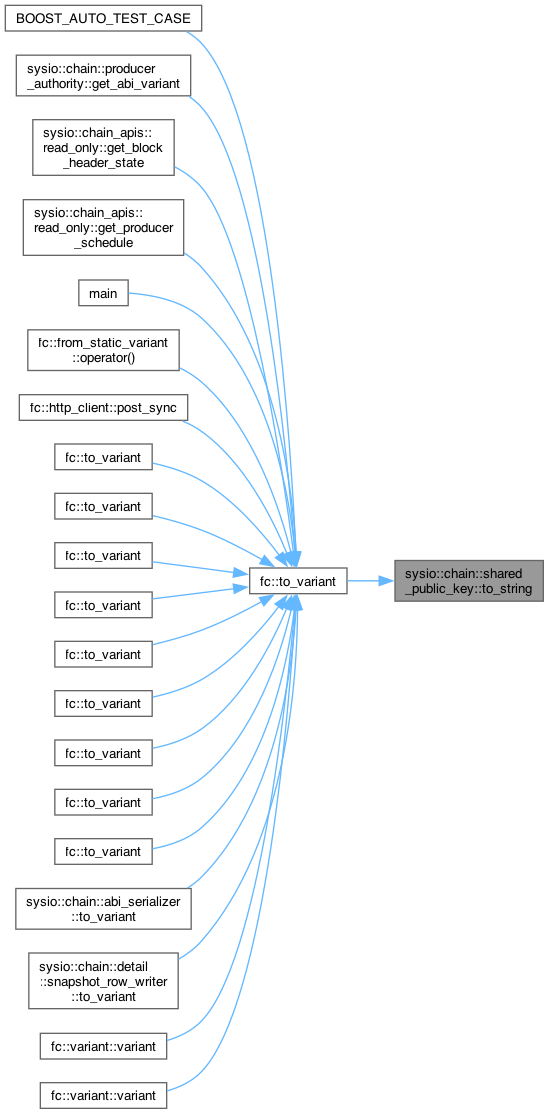 BOOST_AUTO_TEST_CASE
sysio::chain::producer
_authority::get_abi_variant
sysio::chain_apis::
read_only::get_block
_header_state
sysio::chain_apis::
read_only::get_producer
_schedule
main
fc::from_static_variant
::operator()
fc::http_client::post_sync
fc::to_variant
fc::to_variant
fc::to_variant
fc::to_variant
fc::to_variant
fc::to_variant
fc::to_variant
fc::to_variant
fc::to_variant
sysio::chain::abi_serializer
::to_variant
sysio::chain::detail
::snapshot_row_writer
::to_variant
fc::variant::variant
fc::variant::variant
fc::to_variant
sysio::chain::shared
_public_key::to_string